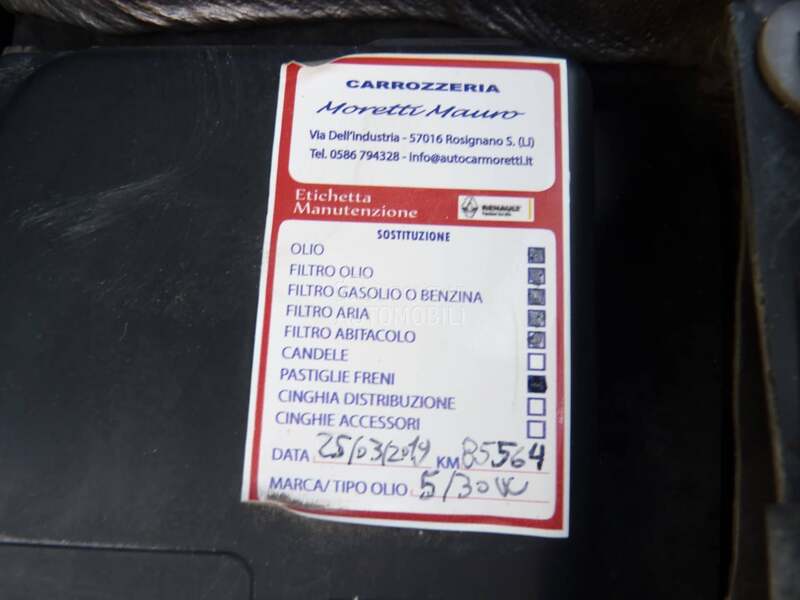 CARROZZERIA
Moretti Mauro
Via Dell'industria - 57016 Rosignano S. (LI)
Tel. 0586 794328 - info@autocarmoretti.it
Etichetta
Manutenzione
RENAULT
SOSTITUZIONE
OLIO
FILTRO OLIO
FILTRO GASOLIO O BENZINA
FILTRO ARIA
FILTRO ABITACOLO
CANDELE
PASTIGLIE FRENI
CINGHIA DISTRIBUZIONE
CINGHIE ACCESSORI
DATA 25/03/2019 KM 85564
MARCA/ TIPO OLIO 5/30W